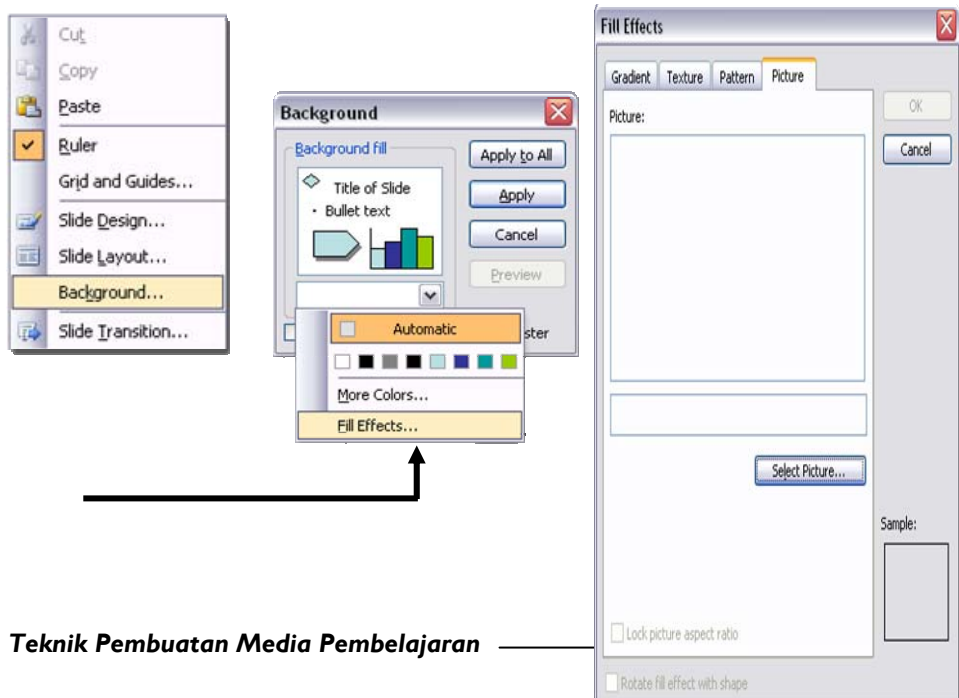 Cut
Copy
Paste
Ruler
Grid and Guides...
Slide Design...
Slide Layout...
Background...
Slide Transition...
Background
Background fill
Title of Slide
• Bullet text
Apply to All
Apply
Cancel
Preview
ster
Automatic
More Colors...
Fill Effects...
Fill Effects
Gradient Texture Pattern Picture
Picture:
OK
Cancel
Select Picture...
Sample:
Lock picture aspect ratio
Rotate fill effect with shape
Teknik Pembuatan Media Pembelajaran